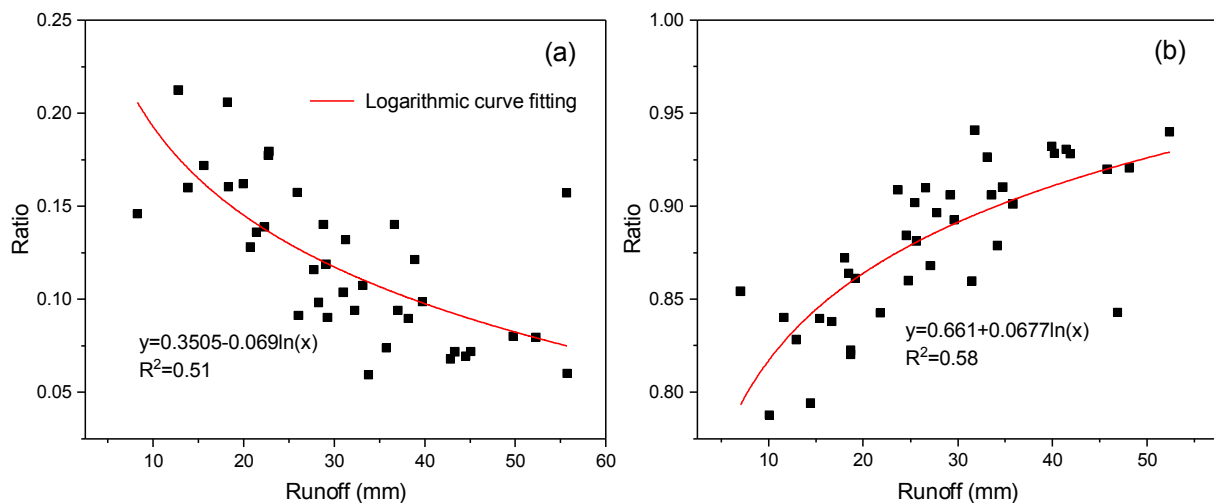 0.25
0.20
0.15
0.10
0.05
Ratio
(a)
Logarithmic curve fitting
y=0.3505-0.069ln(x)
R²=0.51
10 20 30 40 50 60
Runoff (mm)
1.00
0.95
0.90
0.85
0.80
Ratio
(b)
y=0.661+0.0677ln(x)
R²=0.58
10 20 30 40 50
Runoff (mm)